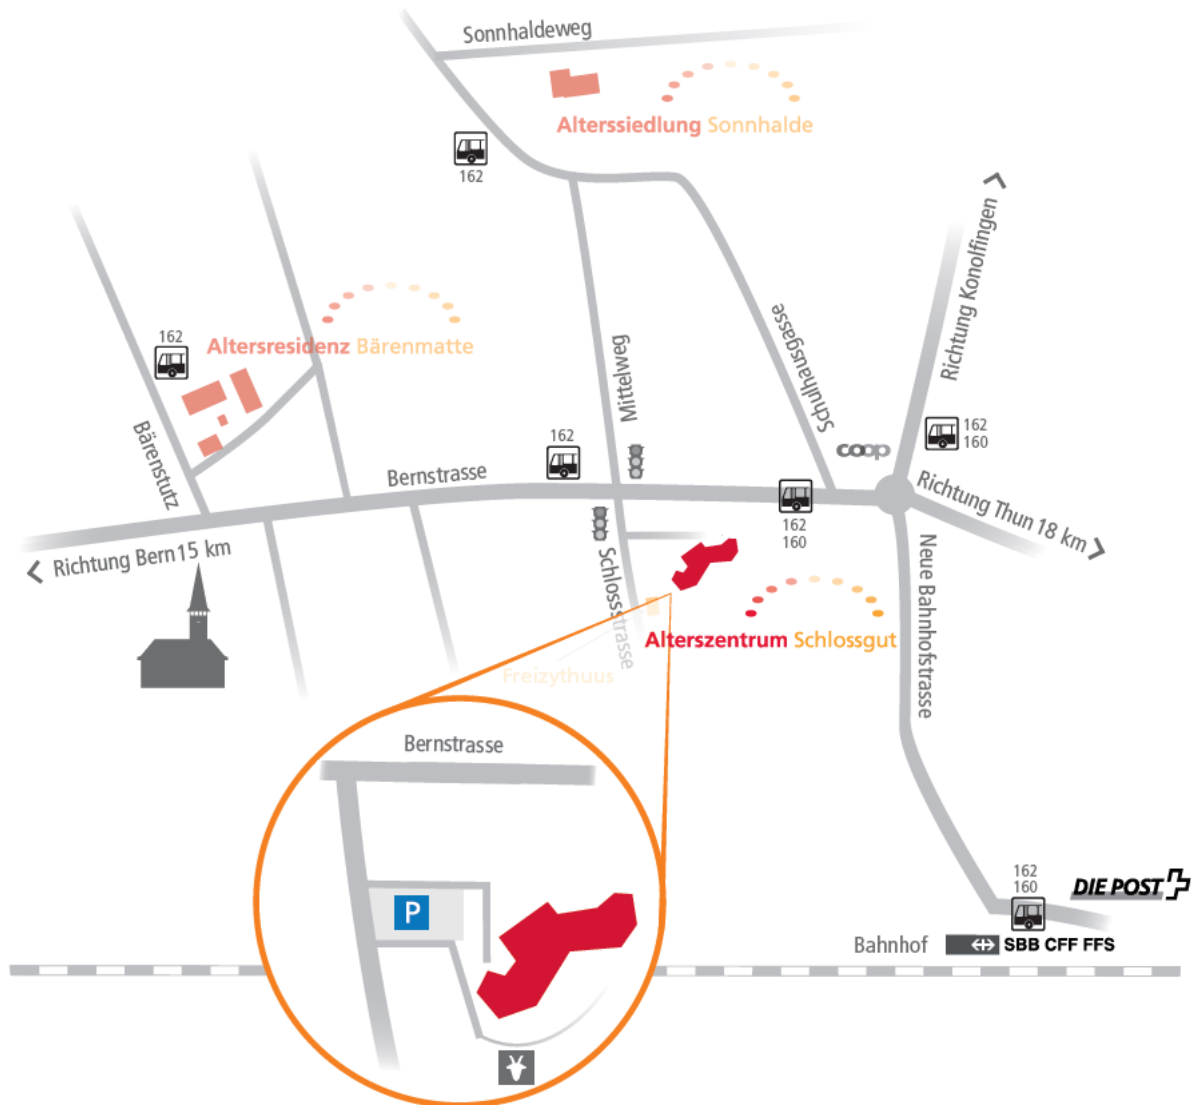 Sonnhaldeweg
Alterssiedlung Sonnhalde
162
Richtung Konolfingen
162
Altersresidenz Bärenmatte
Mittelweg
Schulhausgasse
Bärenstutz
162
162
160
coop
Bernstrasse
Richtung Thun 18 km
162
160
Richtung Bern 15 km
Schlossstrasse
Neue Bahnhofstrasse
Alterszentrum Schlossgut
Freizythuus
Bernstrasse
P
162
160
DIE POST
Bahnhof
SBB CFF FFS